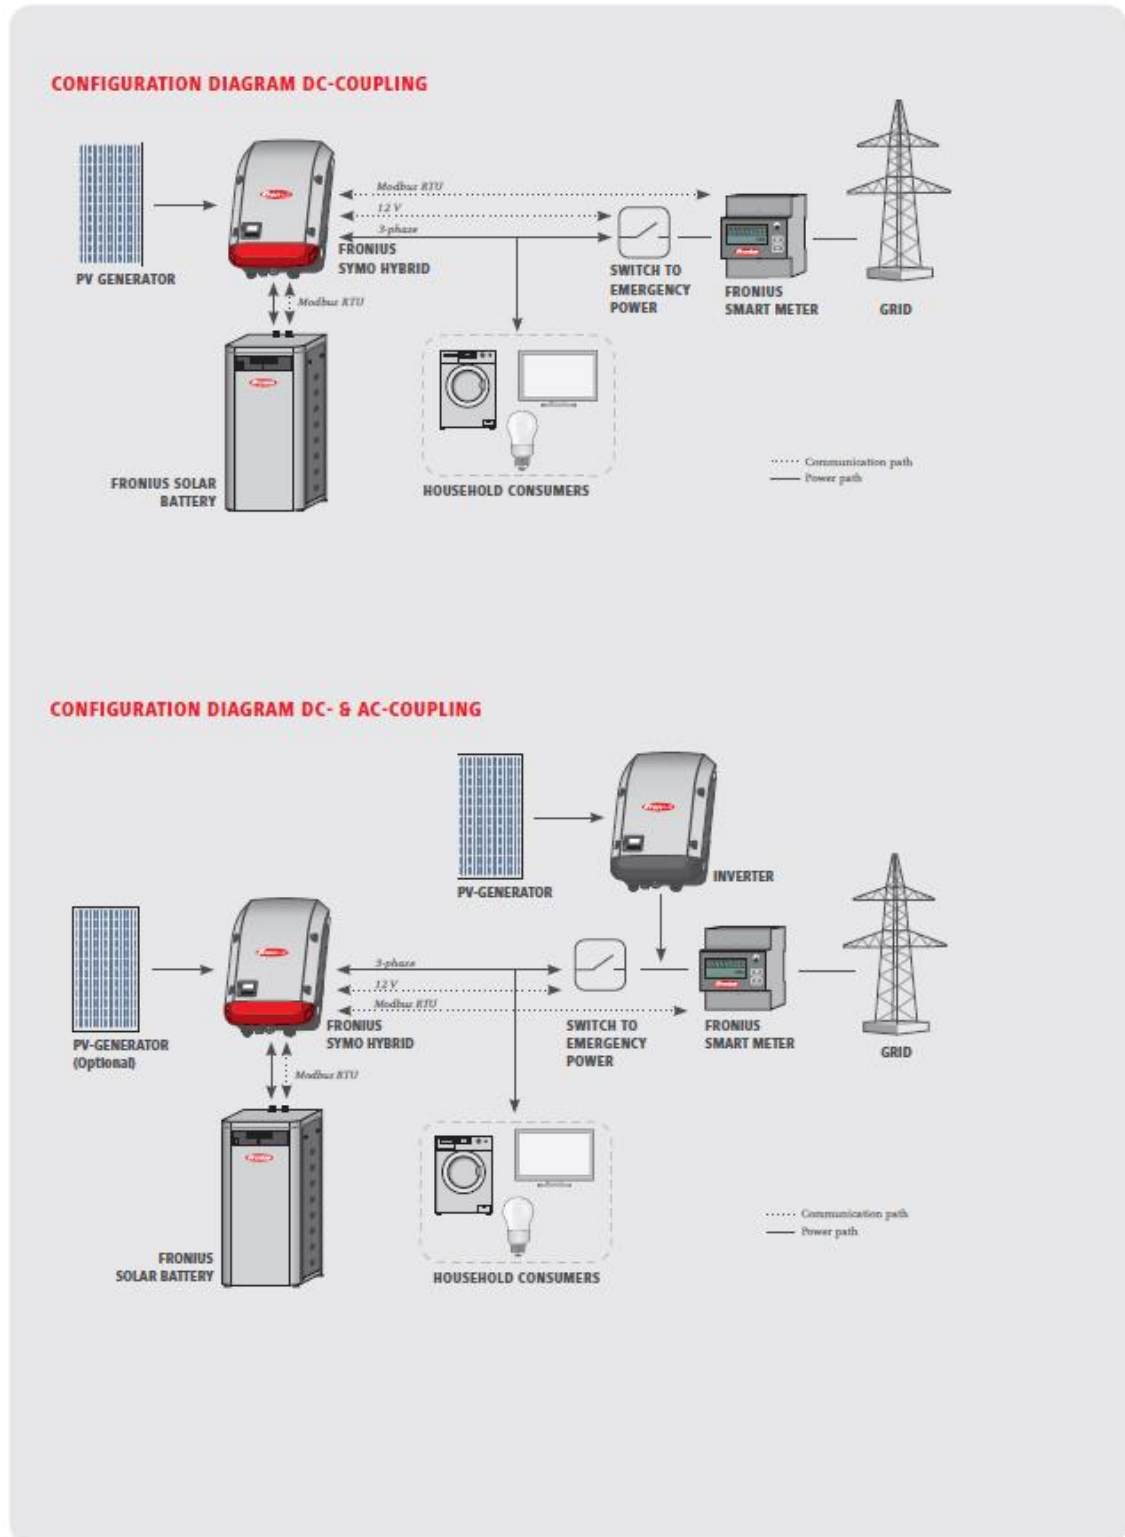 CONFIGURATION DIAGRAM DC-COUPLING
Modbus RTU
12 V
3-phase
FRONIUS
SYMO HYBRID
PV GENERATOR
SWITCH TO
EMERGENCY
POWER
FRONIUS
SMART METER
GRID
Modbus RTU
Fronius
FRONIUS SOLAR
BATTERY
HOUSEHOLD CONSUMERS
Communication path
Power path
CONFIGURATION DIAGRAM DC- & AC-COUPLING
INVERTER
PV-GENERATOR
3-phase
12 V
Modbus RTU
FRONIUS
SYMO HYBRID
PV-GENERATOR
(Optional)
SWITCH TO
EMERGENCY
POWER
FRONIUS
SMART METER
GRID
Modbus RTU
Fronius
FRONIUS
SOLAR BATTERY
HOUSEHOLD CONSUMERS
Communication path
Power path